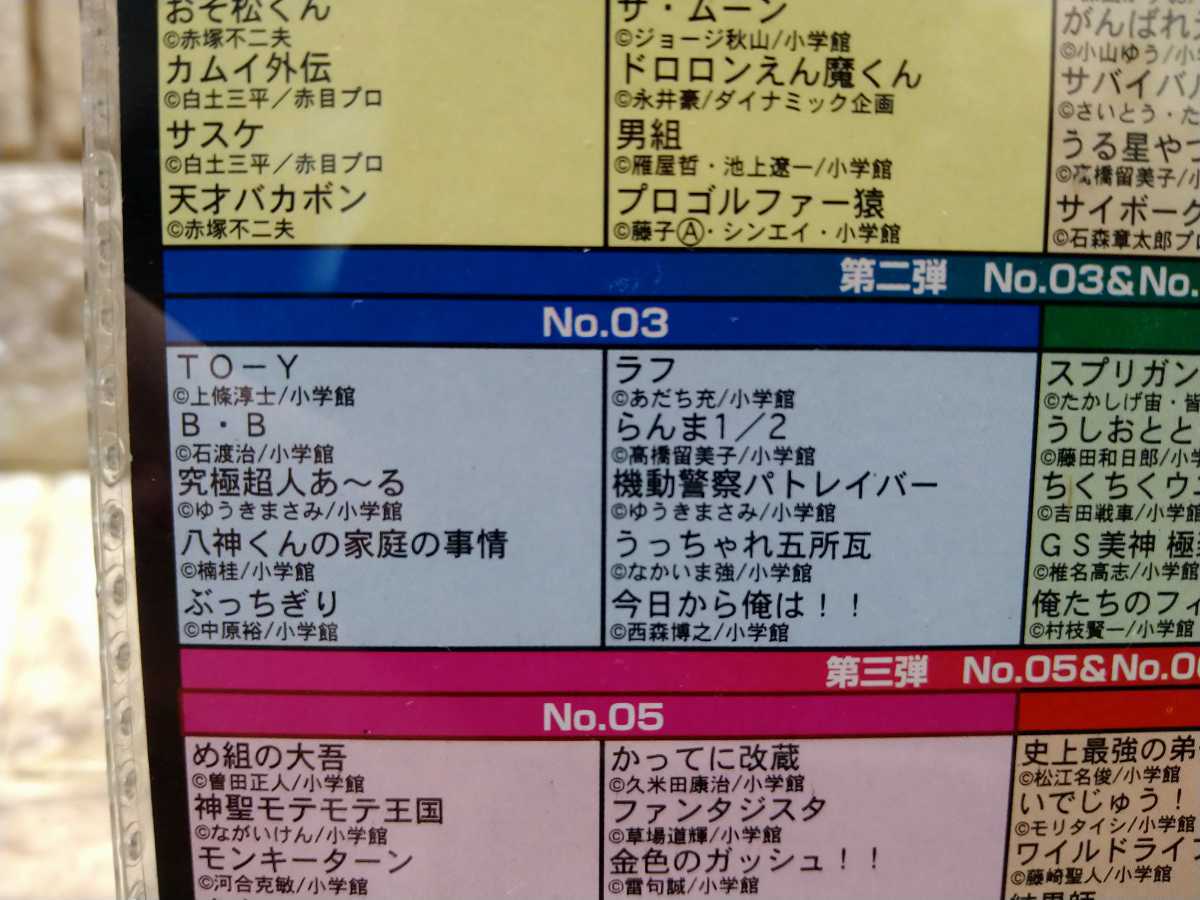 おそ松くん
©赤塚不二夫
カムイ外伝
©白土三平／赤目プロ
サスケ
©白土三平／赤目プロ
天才バカボン
©赤塚不二夫
ザ・ムーン
©ジョージ秋山/小学館
ドロロンえん魔くん
©永井豪/ダイナミック企画
男組
©雁屋哲・池上遼一/小学館
プロゴルファー猿
©藤子Ⓐ・シンエイ・小学館
がんばれ
©小山ゆう/小
サバイバ
©さいとう・た
うる星や
©高橋留美子/小
サイボー
©石森章太郎プロ
第二弾 No.03&No.
No.03
TO－Y
©上條淳士/小学館
B・B
©石渡治/小学館
究極超人あ～る
©ゆうきまさみ/小学館
八神くんの家庭の事情
©楠桂/小学館
ぶっちぎり
©中原裕/小学館
ラフ
©あだち充/小学館
らんま1／2
©高橋留美子/小学館
機動警察パトレイバー
©ゆうきまさみ/小学館
うっちゃれ五所瓦
©なかいま強/小学館
今日から俺は！！
©西森博之/小学館
スプリガン
©たかしげ宙・皆
うしおとと
©藤田和日郎/小学
ちくちくウ
©吉田戦車/小学館
GS美神 極
©椎名高志/小学館
俺たちのフィ
©村枝賢一/小学館
第三弾 No.05&No.0
No.05
め組の大吾
©曽田正人/小学館
神聖モテモテ王国
©ながいけん/小学館
モンキーターン
©河合克敏/小学館
かってに改蔵
©久米田康治/小学館
ファンタジスタ
©草場道輝/小学館
金色のガッシュ！！
©雷句誠/小学館
史上最強の弟
©松江名俊/小学館
いでじゅう！
©モリタイシ/小学館
ワイルドライフ
©藤崎聖人/小学館